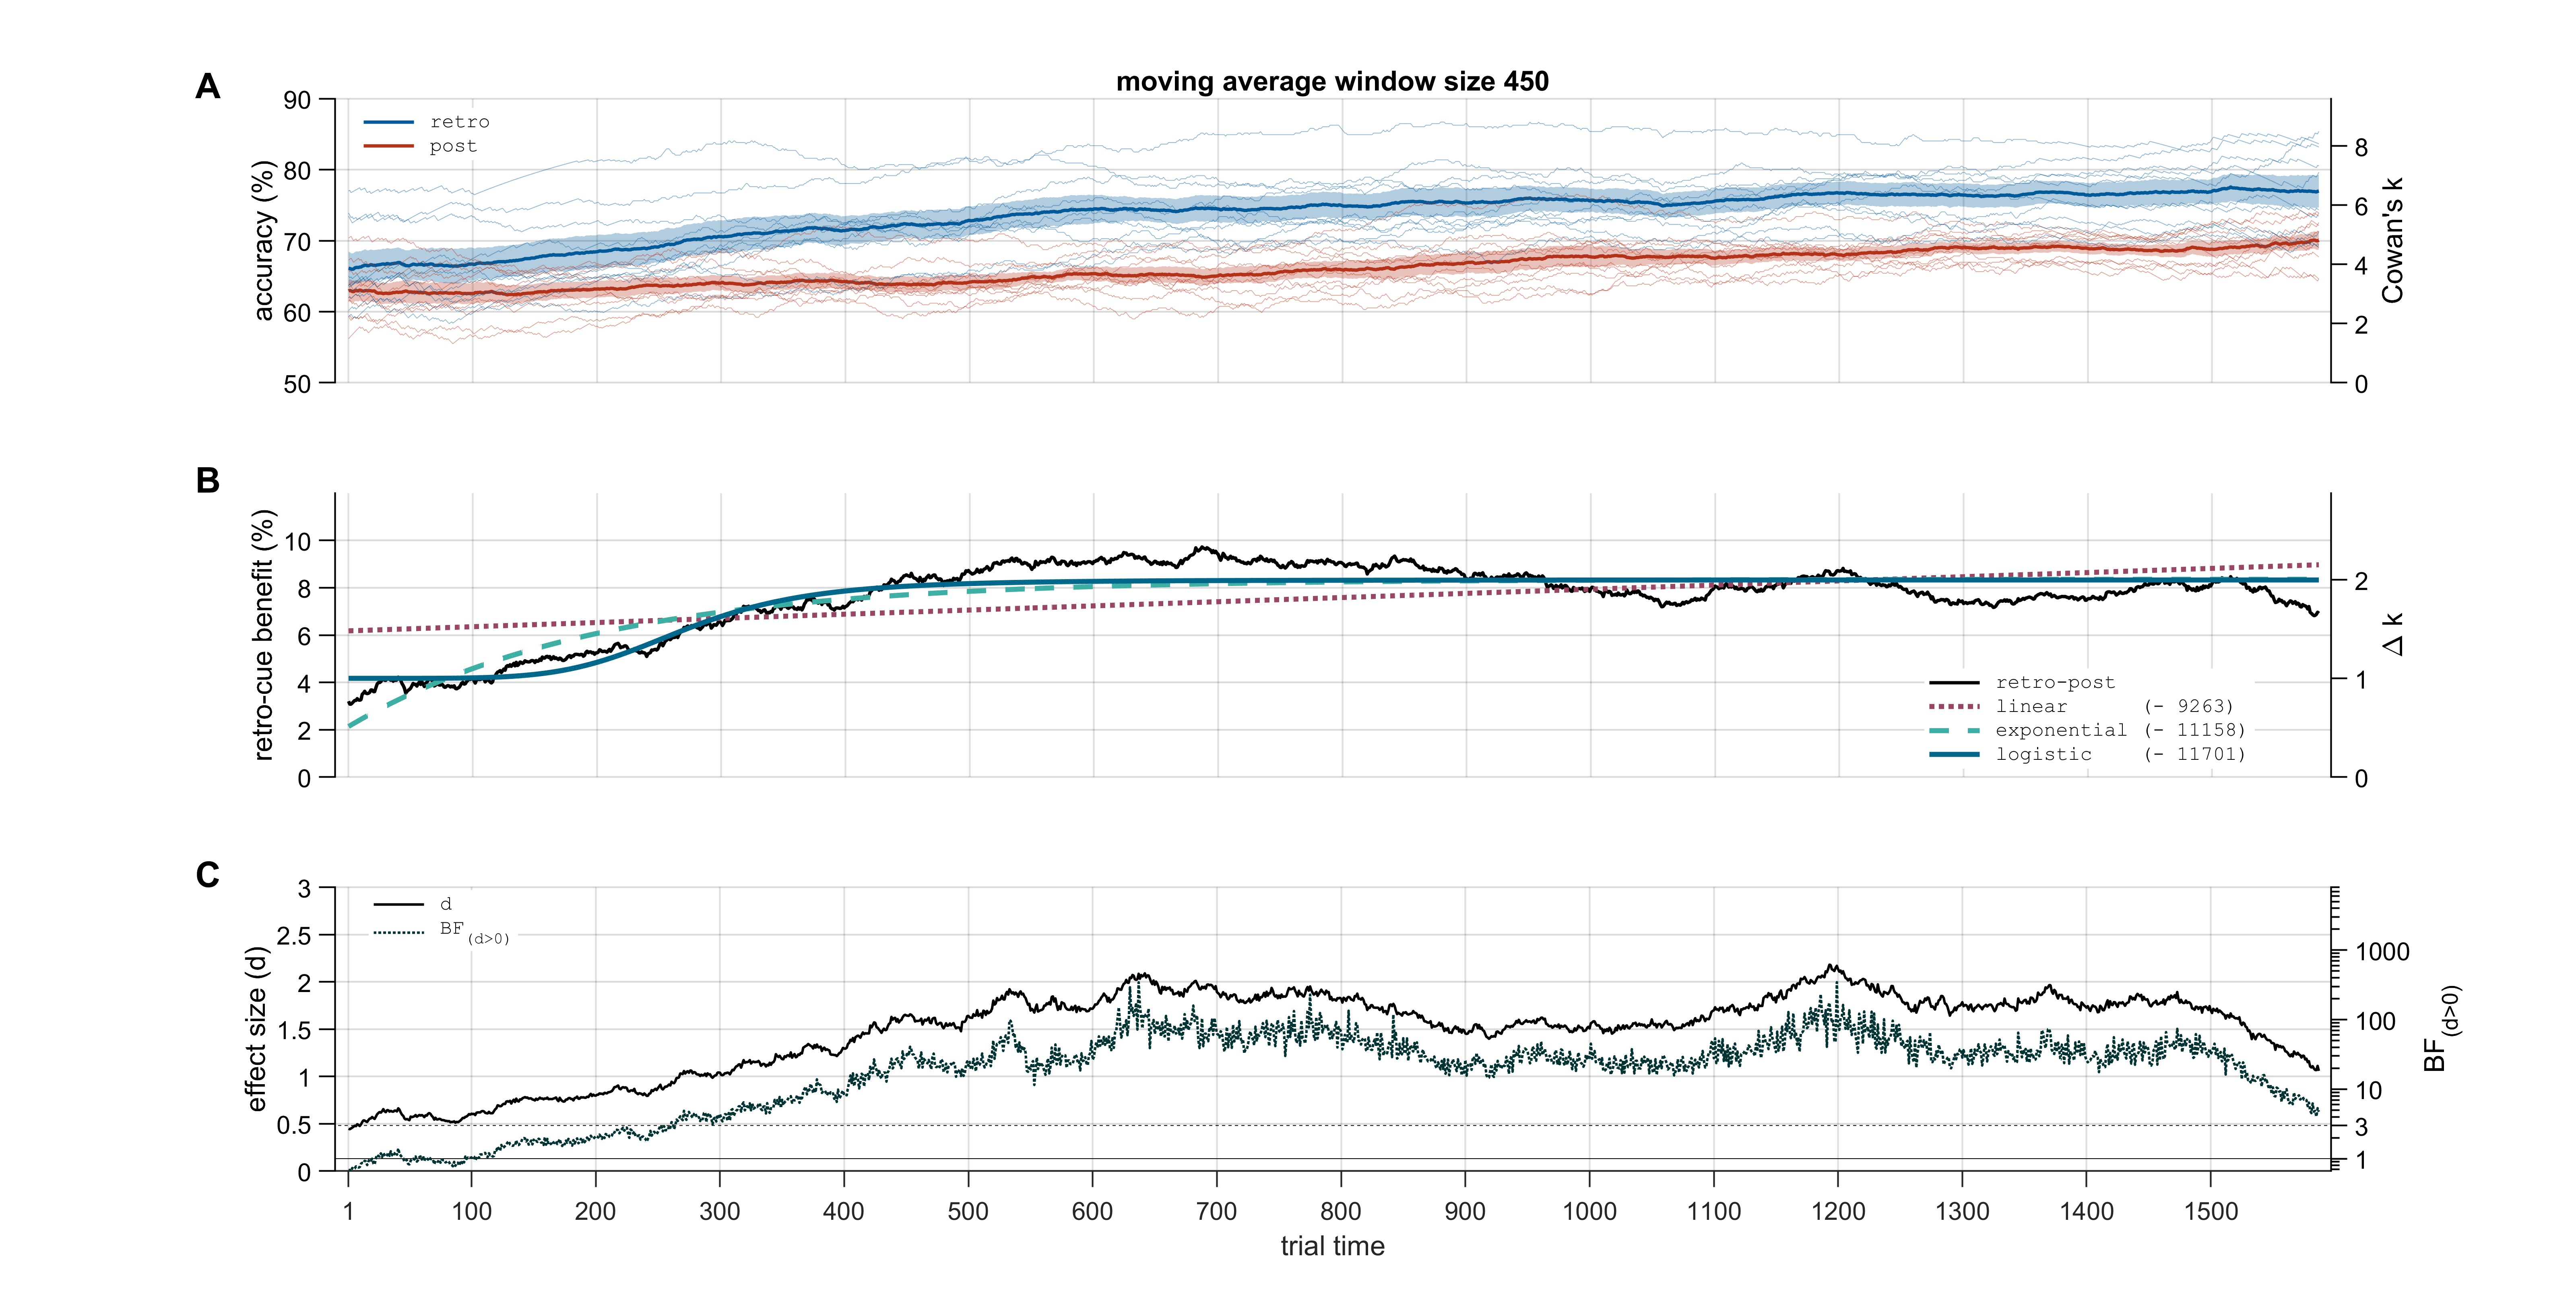 A
moving average window size 450
accuracy (%)
90
80
70
60
50
retro
post
8
6
4
2
0
Cowan's k
B
retro-cue benefit (%)
10
8
6
4
2
0
retro-post
linear (- 9263)
exponential (- 11158)
logistic (- 11701)
2
1
0
Δ k
C
effect size (d)
3
2.5
2
1.5
1
0.5
0
d
BF(d>0)
1000
100
10
3
1
BF(d>0)
1 100 200 300 400 500 600 700 800 900 1000 1100 1200 1300 1400 1500
trial time